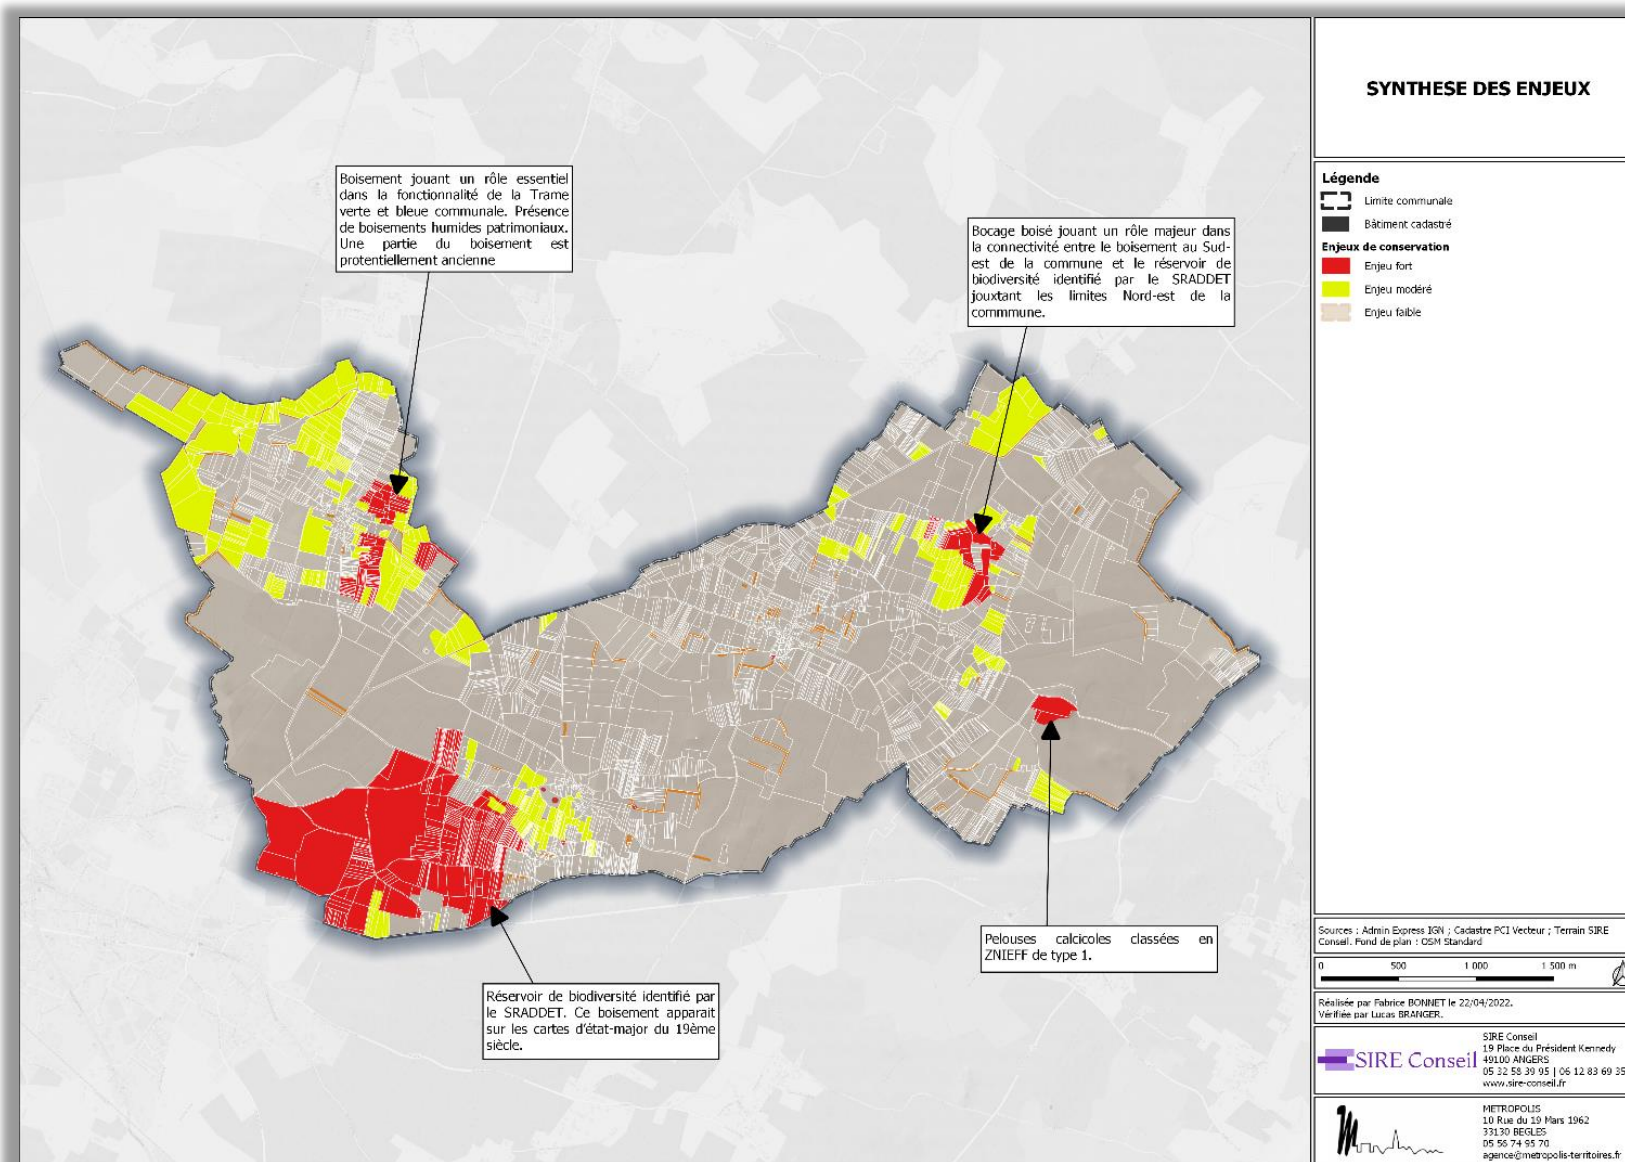 SYNTHESE DES ENJEUX
Légende
Limite communale
Bâtiment cadastré
Enjeux de conservation
Enjeu fort
Enjeu modéré
Enjeu faible
Boisement jouant un rôle essentiel
dans la fonctionnalité de la Trame
verte et bleue communale. Présence
de boisements humides patrimoniaux.
Une partie du boisement est
protentiellement ancienne
Bocage boisé jouant un rôle majeur dans
la connectivité entre le boisement au Sud-
est de la commune et le réservoir de
biodiversité identifié par le SRADDET
jouxtant les limites Nord-est de la
commmune.
Pelouses calcicoles classées en
ZNIEFF de type 1.
Réservoir de biodiversité identifié par
le SRADDET. Ce boisement apparait
sur les cartes d'état-major du 19ème
siècle.
Sources : Admin Express IGN ; Cadastre PCI Vecteur ; Terrain SIRE
Conseil. Fond de plan : OSM Standard
0 500 1 000 1 500 m
Réalisée par Fabrice BONNET le 22/04/2022.
Vérifiée par Lucas BRANGER.
SIRE Conseil
SIRE Conseil
19 Place du Président Kennedy
49100 ANGERS
05 32 58 39 95 | 06 12 83 69 35
www.sire-conseil.fr
METROPOLIS
10 Rue du 19 Mars 1962
33130 BEGLES
05 56 74 95 70
agence@metropolis-territoires.fr